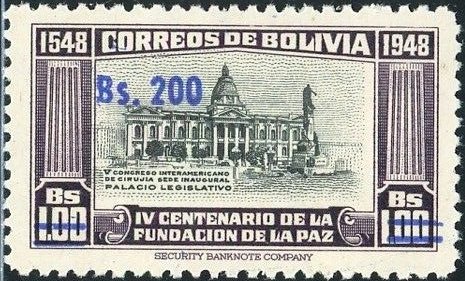 1548 CORREOS DE BOLIVIA 1948
Bs. 200
V CONGRESO INTERAMERICANO
DE CIRUJIA SEDE INAUGURAL
PALACIO LEGISLATIVO
Bs
1.00
IV CENTENARIO DE LA
FUNDACION DE LA PAZ
Bs
1.00
SECURITY BANKNOTE COMPANY